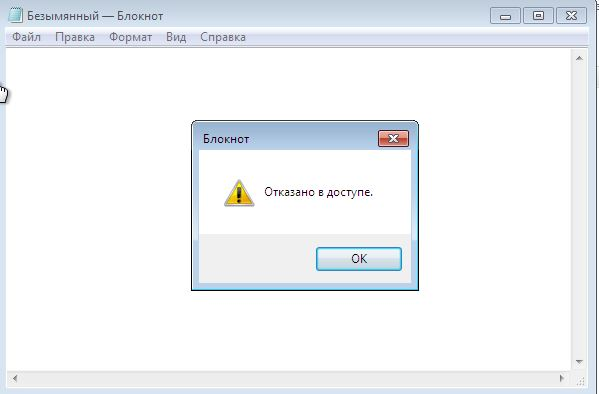 Безымянный — Блокнот
Файл Правка Формат Вид Справка
Блокнот
Отказано в доступе.
OK